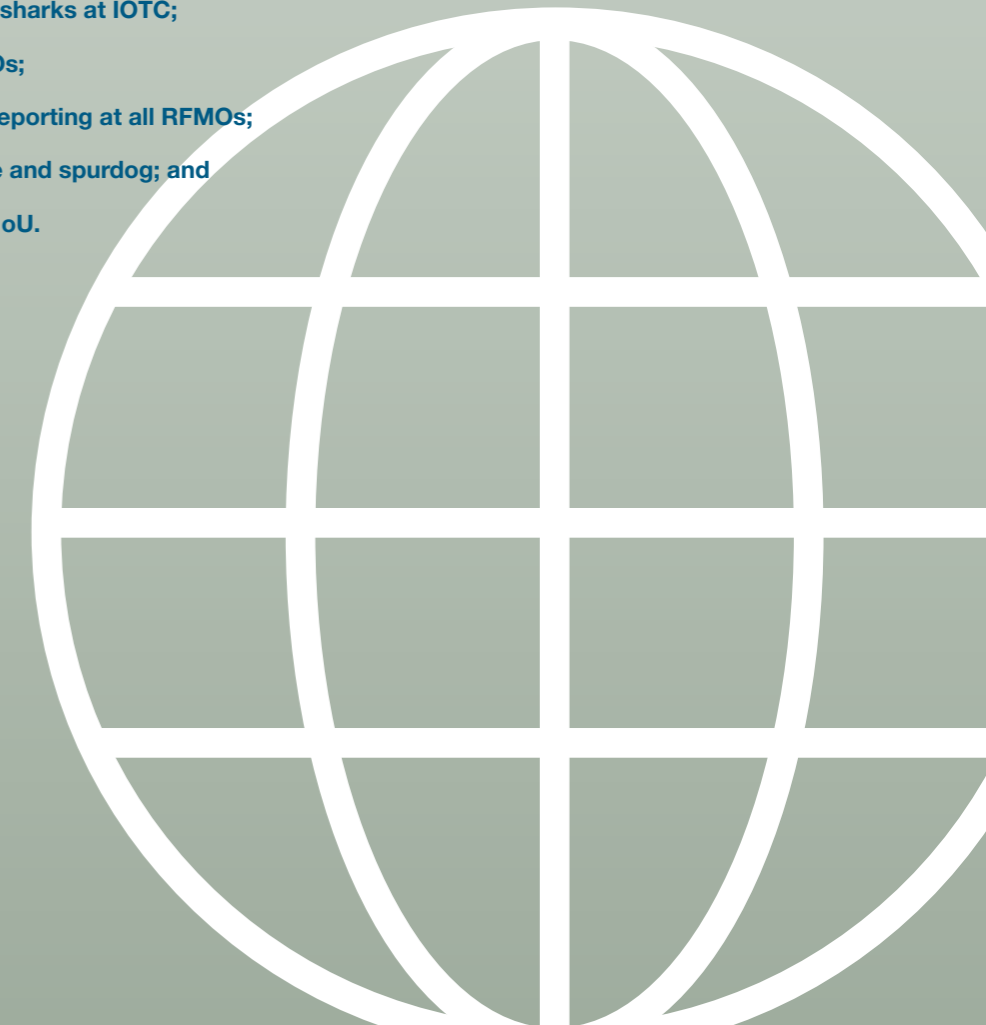 sharks at IOTC;
Os;
eporting at all RFMOs;
e and spurdog; and
oU.